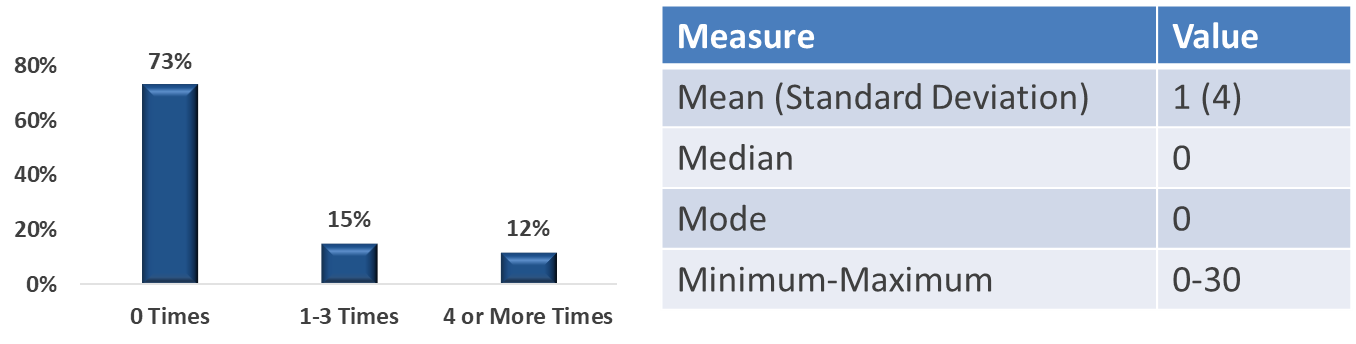 80%
60%
40%
20%
0%
73%
15%
12%
0 Times
1-3 Times
4 or More Times
Measure Value
Mean (Standard Deviation) 1 (4)
Median 0
Mode 0
Minimum-Maximum 0-30